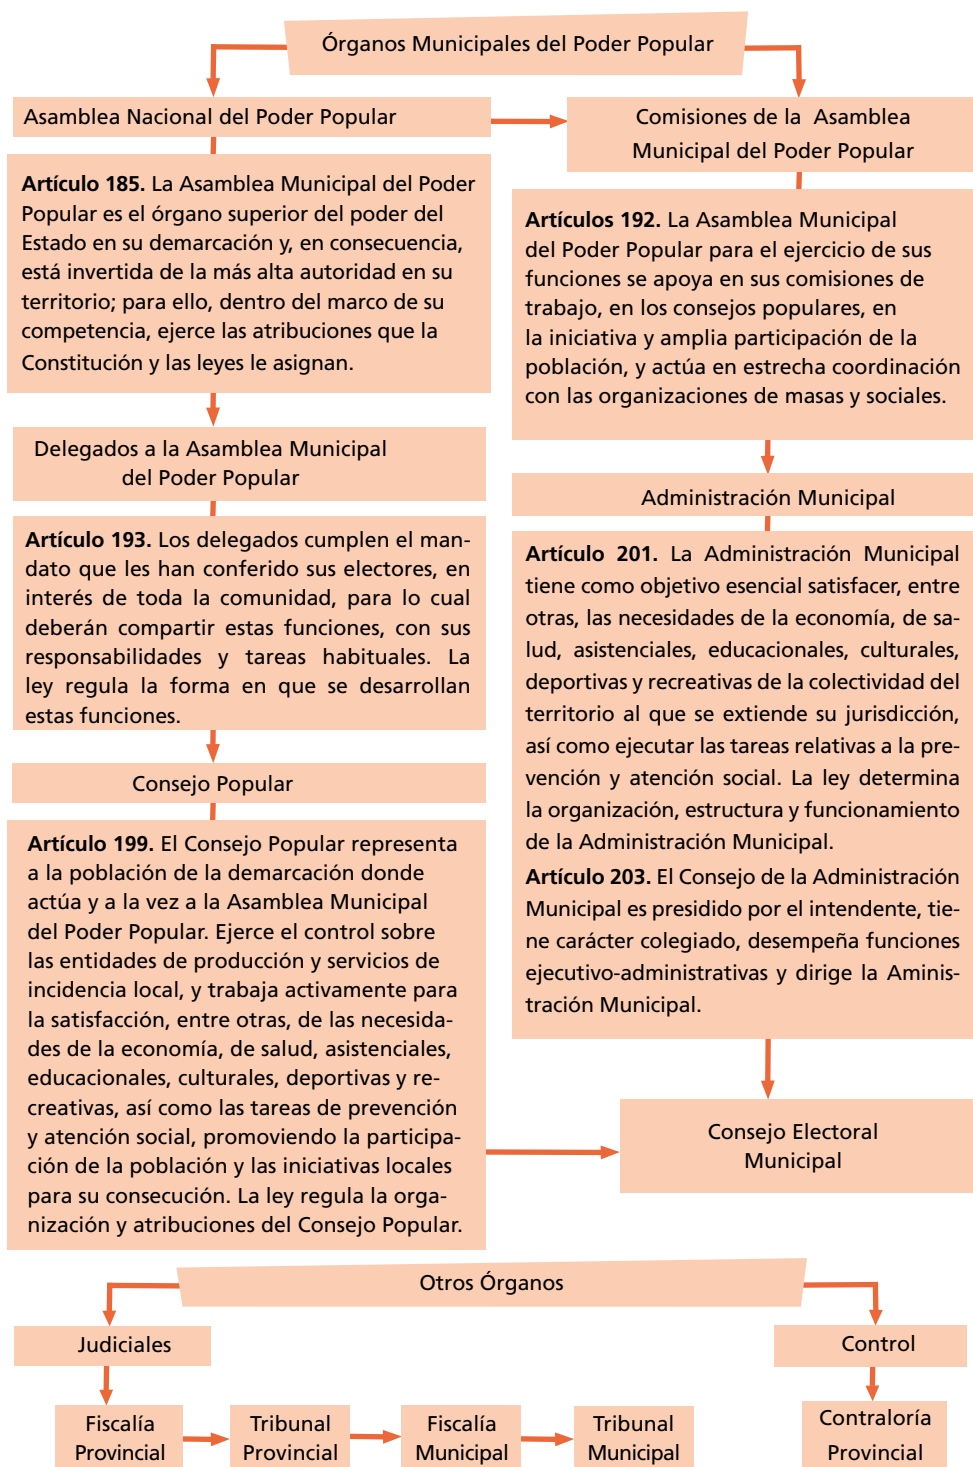 Órganos Municipales del Poder Popular
Asamblea Nacional del Poder Popular
Artículo 185. La Asamblea Municipal del Poder
Popular es el órgano superior del poder del
Estado en su demarcación y, en consecuencia,
está invertida de la más alta autoridad en su
territorio; para ello, dentro del marco de su
competencia, ejerce las atribuciones que la
Constitución y las leyes le asignan.
Delegados a la Asamblea Municipal
del Poder Popular
Artículo 193. Los delegados cumplen el man-
dato que les han conferido sus electores, en
interés de toda la comunidad, para lo cual
deberán compartir estas funciones, con sus
responsabilidades y tareas habituales. La
ley regula la forma en que se desarrollan
estas funciones.
Consejo Popular
Artículo 199. El Consejo Popular representa
a la población de la demarcación donde
actúa y a la vez a la Asamblea Municipal
del Poder Popular. Ejerce el control sobre
las entidades de producción y servicios de
incidencia local, y trabaja activamente para
la satisfacción, entre otras, de las necesida-
des de la economía, de salud, asistenciales,
educacionales, culturales, deportivas y re-
creativas, así como las tareas de prevención
y atención social, promoviendo la participa-
ción de la población y las iniciativas locales
para su consecución. La ley regula la orga-
nización y atribuciones del Consejo Popular.
Comisiones de la Asamblea
Municipal del Poder Popular
Artículos 192. La Asamblea Municipal
del Poder Popular para el ejercicio de sus
funciones se apoya en sus comisiones de
trabajo, en los consejos populares, en
la iniciativa y amplia participación de la
población, y actúa en estrecha coordinación
con las organizaciones de masas y sociales.
Administración Municipal
Artículo 201. La Administración Municipal
tiene como objetivo esencial satisfacer, entre
otras, las necesidades de la economía, de sa-
lud, asistenciales, educacionales, culturales,
deportivas y recreativas de la colectividad del
territorio al que se extiende su jurisdicción,
así como ejecutar las tareas relativas a la pre-
vención y atención social. La ley determina
la organización, estructura y funcionamiento
de la Administración Municipal.
Artículo 203. El Consejo de la Administración
Municipal es presidido por el intendente, tie-
ne carácter colegiado, desempeña funciones
ejecutivo-administrativas y dirige la Aminis-
tración Municipal.
Consejo Electoral
Municipal
Otros Órganos
Judiciales
Control
Fiscalía
Provincial
Tribunal
Provincial
Fiscalía
Municipal
Tribunal
Municipal
Contraloría
Provincial